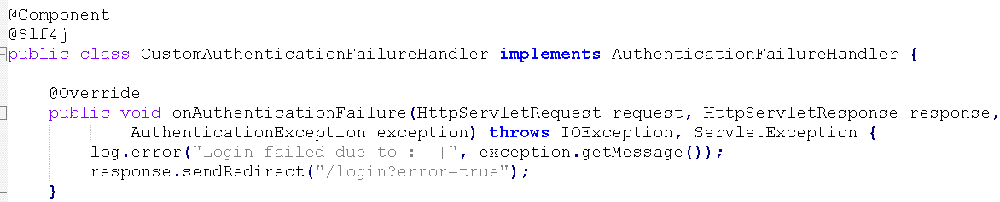 @Component
@Slf4j
public class CustomAuthenticationFailureHandler implements AuthenticationFailureHandler {
@Override
public void onAuthenticationFailure(HttpServletRequest request, HttpServletResponse response,
AuthenticationException exception) throws IOException, ServletException {
log.error("Login failed due to : {}", exception.getMessage());
response.sendRedirect("/login?error=true");
}